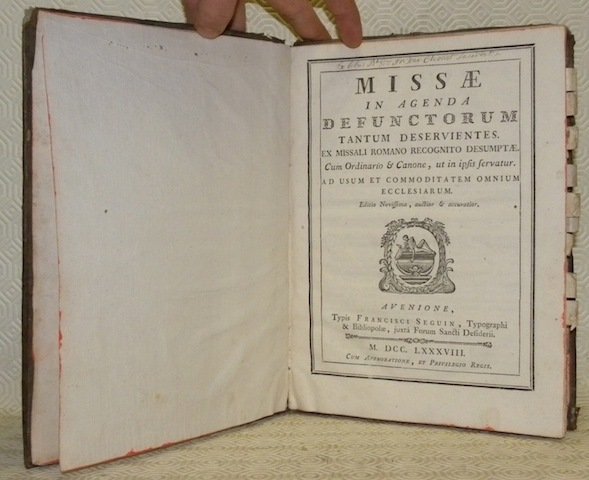 MISSÆ
IN AGENDA
DEFUNCTORUM
TANTUM DESERVIENTES.
EX MISSALI ROMANO RECOGNITO DESUMPTÆ.
Cum Ordinario & Canone, ut in ipſo ſervatur.
AD USUM ET COMMODITATEM OMNIUM
ECCLESIARUM.
Editio Noviſſima, auctior & accuratior.
AVENIONE,
Typis FRANCISCI SEGUIN, Typographi
& Bibliopolæ, juxtà Forum Sancti Deſiderii.
M. DCC. LXXXVIII.
CUM APPROBATIONE, ET PRIVILEGIO REGIS.